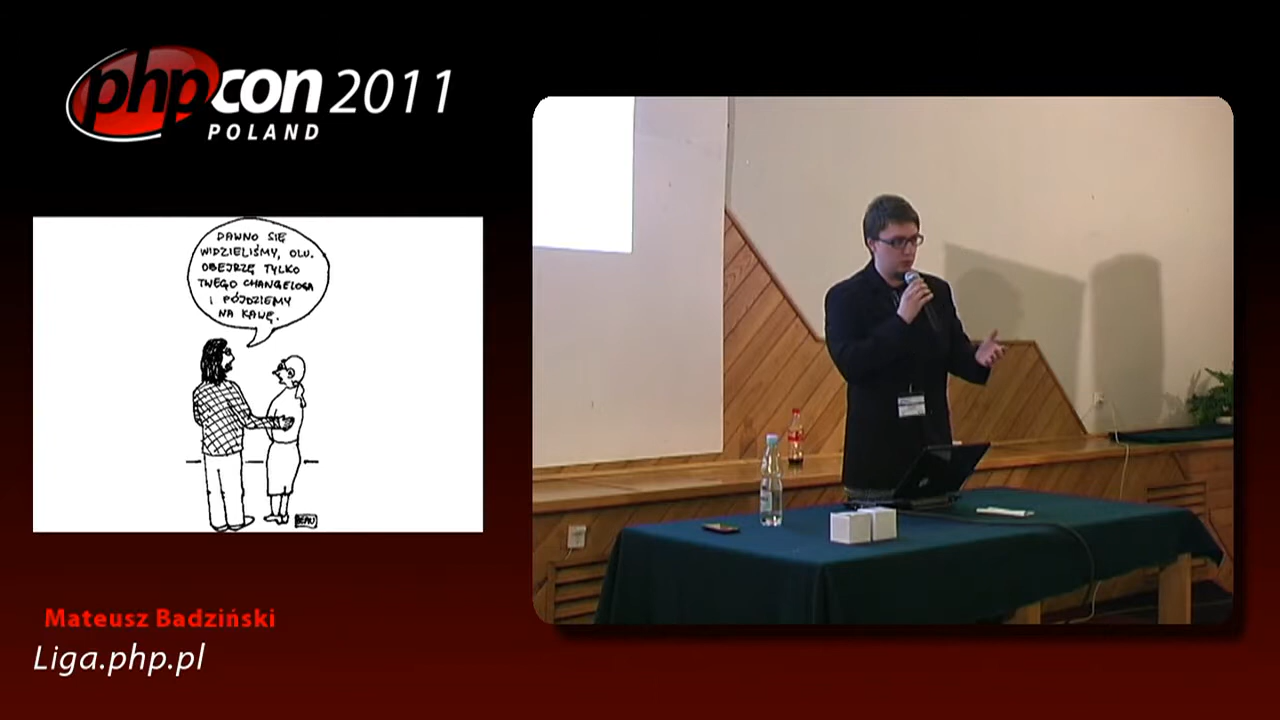 phpcon 2011
POLAND
DAWNO SIĘ
WIDZIELIŚMY, OLU.
OBEJRZĘ TYLKO
TWEGO CHANGELOGA
I PÓJDZIEMY
NA KAWĘ.
Mateusz Badziński
Liga.php.pl